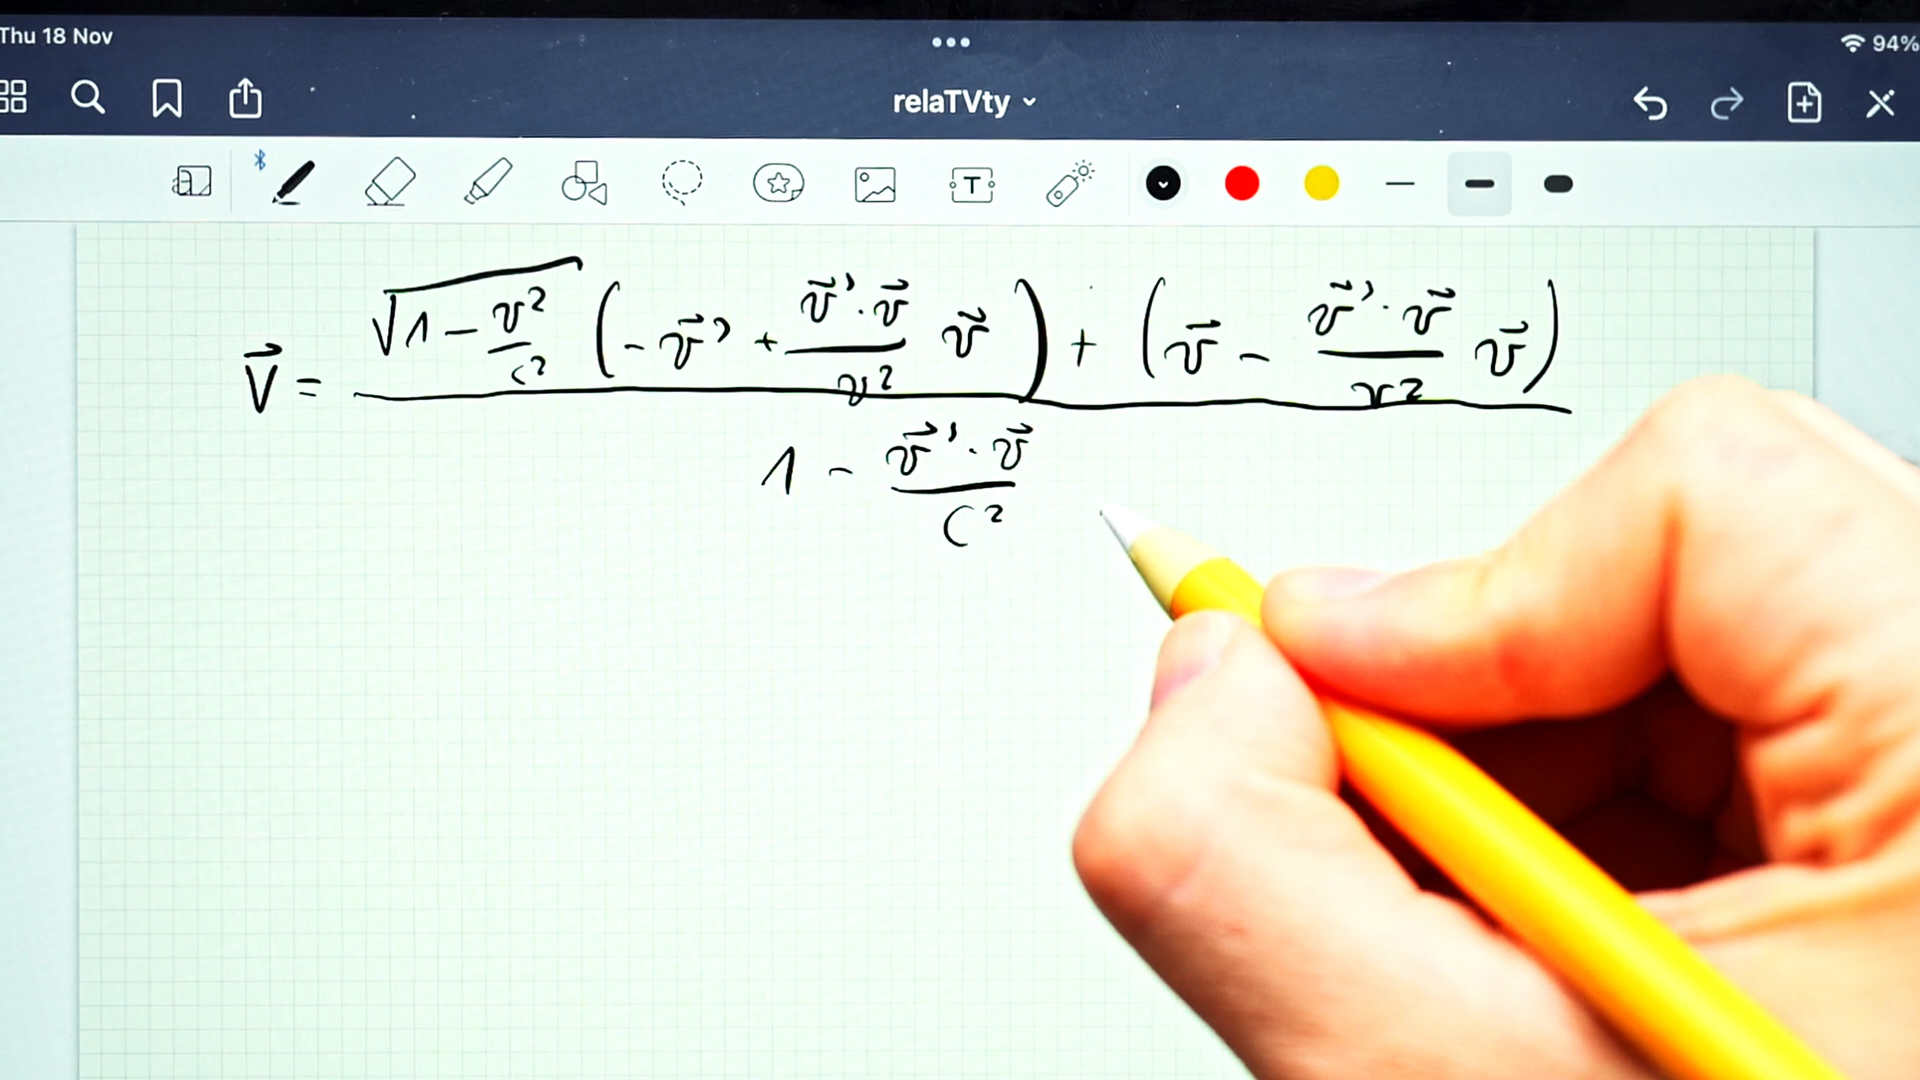 Thu 18 Nov
94%
relaTVty
T
V⃗ = (√(1 − v²/c²) (−v⃗' + (v⃗'·v⃗)/v² v⃗) + (v⃗ − (v⃗'·v⃗)/v² v⃗)) / (1 − (v⃗'·v⃗)/c²)